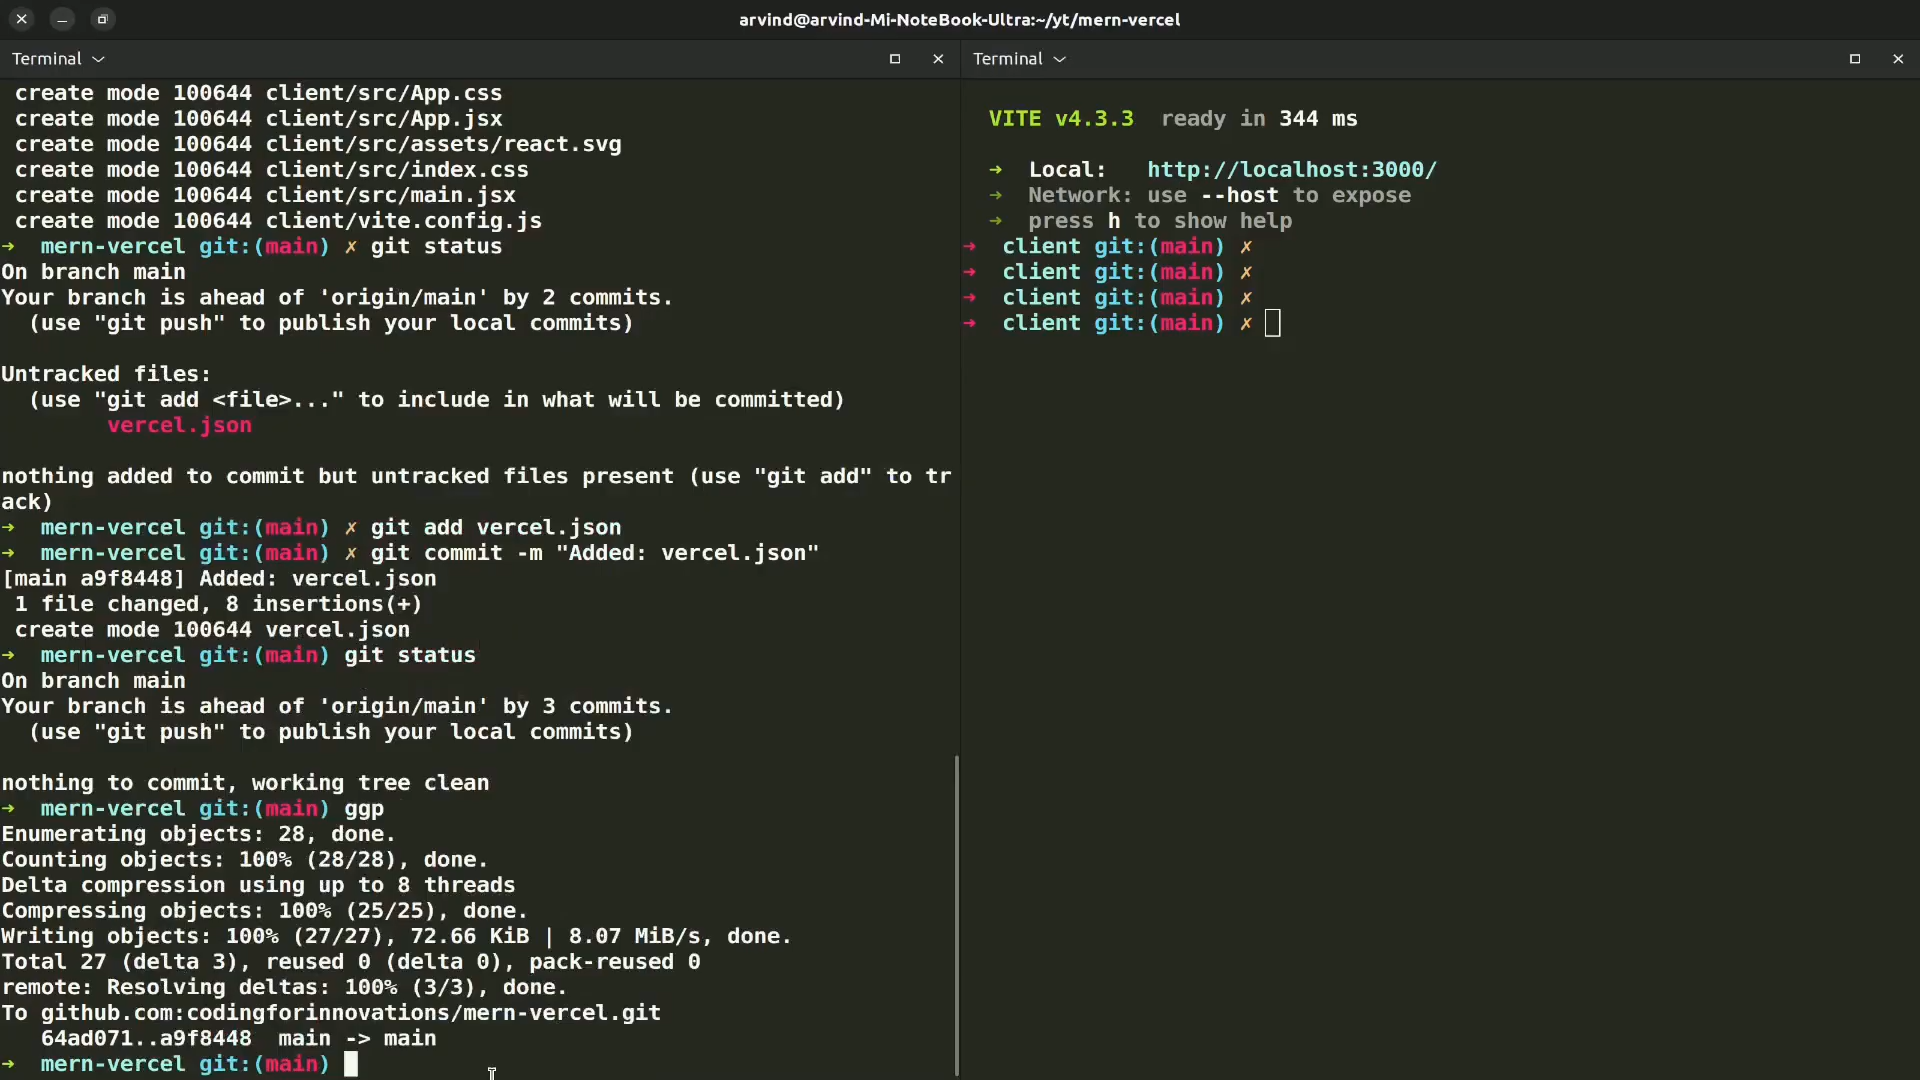 arvind@arvind-Mi-NoteBook-Ultra:~/yt/mern-vercel
Terminal
create mode 100644 client/src/App.css
create mode 100644 client/src/App.jsx
create mode 100644 client/src/assets/react.svg
create mode 100644 client/src/index.css
create mode 100644 client/src/main.jsx
create mode 100644 client/vite.config.js
→ mern-vercel git:(main) ✗ git status
On branch main
Your branch is ahead of 'origin/main' by 2 commits.
(use "git push" to publish your local commits)
Untracked files:
(use "git add <file>..." to include in what will be committed)
vercel.json
nothing added to commit but untracked files present (use "git add" to tr
ack)
→ mern-vercel git:(main) ✗ git add vercel.json
→ mern-vercel git:(main) ✗ git commit -m "Added: vercel.json"
[main a9f8448] Added: vercel.json
1 file changed, 8 insertions(+)
create mode 100644 vercel.json
→ mern-vercel git:(main) git status
On branch main
Your branch is ahead of 'origin/main' by 3 commits.
(use "git push" to publish your local commits)
nothing to commit, working tree clean
→ mern-vercel git:(main) ggp
Enumerating objects: 28, done.
Counting objects: 100% (28/28), done.
Delta compression using up to 8 threads
Compressing objects: 100% (25/25), done.
Writing objects: 100% (27/27), 72.66 KiB | 8.07 MiB/s, done.
Total 27 (delta 3), reused 0 (delta 0), pack-reused 0
remote: Resolving deltas: 100% (3/3), done.
To github.com:codingforinnovations/mern-vercel.git
64ad071..a9f8448 main -> main
→ mern-vercel git:(main)
Terminal
VITE v4.3.3 ready in 344 ms
→ Local: http://localhost:3000/
→ Network: use --host to expose
→ press h to show help
→ client git:(main) ✗
→ client git:(main) ✗
→ client git:(main) ✗
→ client git:(main) ✗